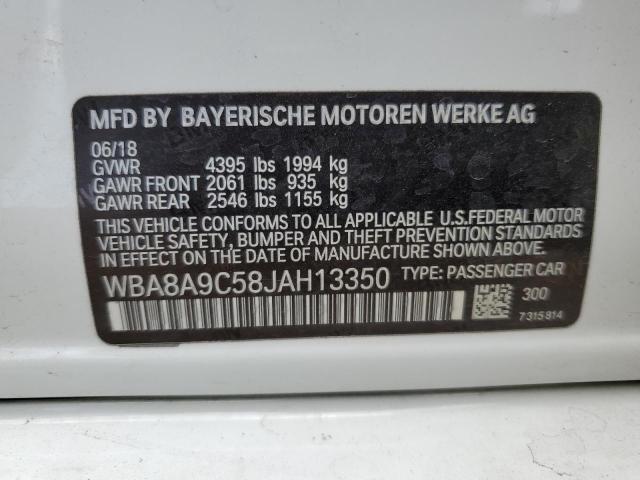 MFD BY BAYERISCHE MOTOREN WERKE AG
06/18
GVWR 4395 lbs 1994 kg
GAWR FRONT 2061 lbs 935 kg
GAWR REAR 2546 lbs 1155 kg
THIS VEHICLE CONFORMS TO ALL APPLICABLE U.S.FEDERAL MOTOR
VEHICLE SAFETY, BUMPER AND THEFT PREVENTION STANDARDS
IN EFFECT ON THE DATE OF MANUFACTURE SHOWN ABOVE.
WBA8A9C58JAH13350 TYPE: PASSENGER CAR
300
7315814